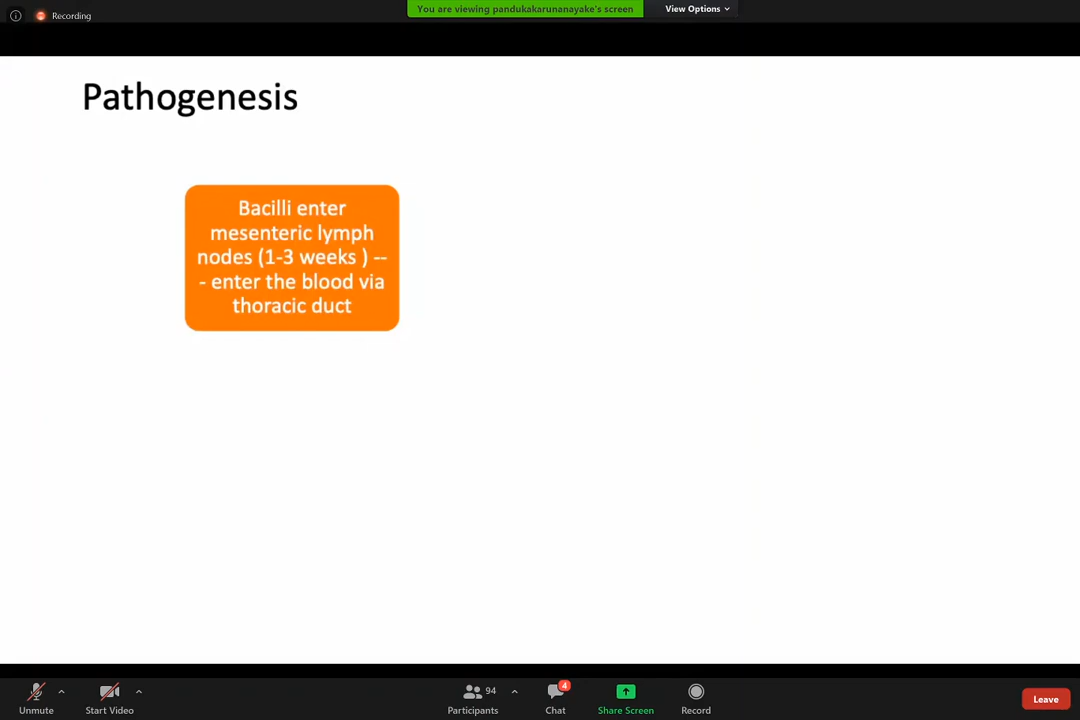 Recording
You are viewing pandukakarunanayake's screen
View Options
Pathogenesis
Bacilli enter
mesenteric lymph
nodes (1-3 weeks ) --
- enter the blood via
thoracic duct
Unmute
Start Video
94
Participants
4
Chat
Share Screen
Record
Leave